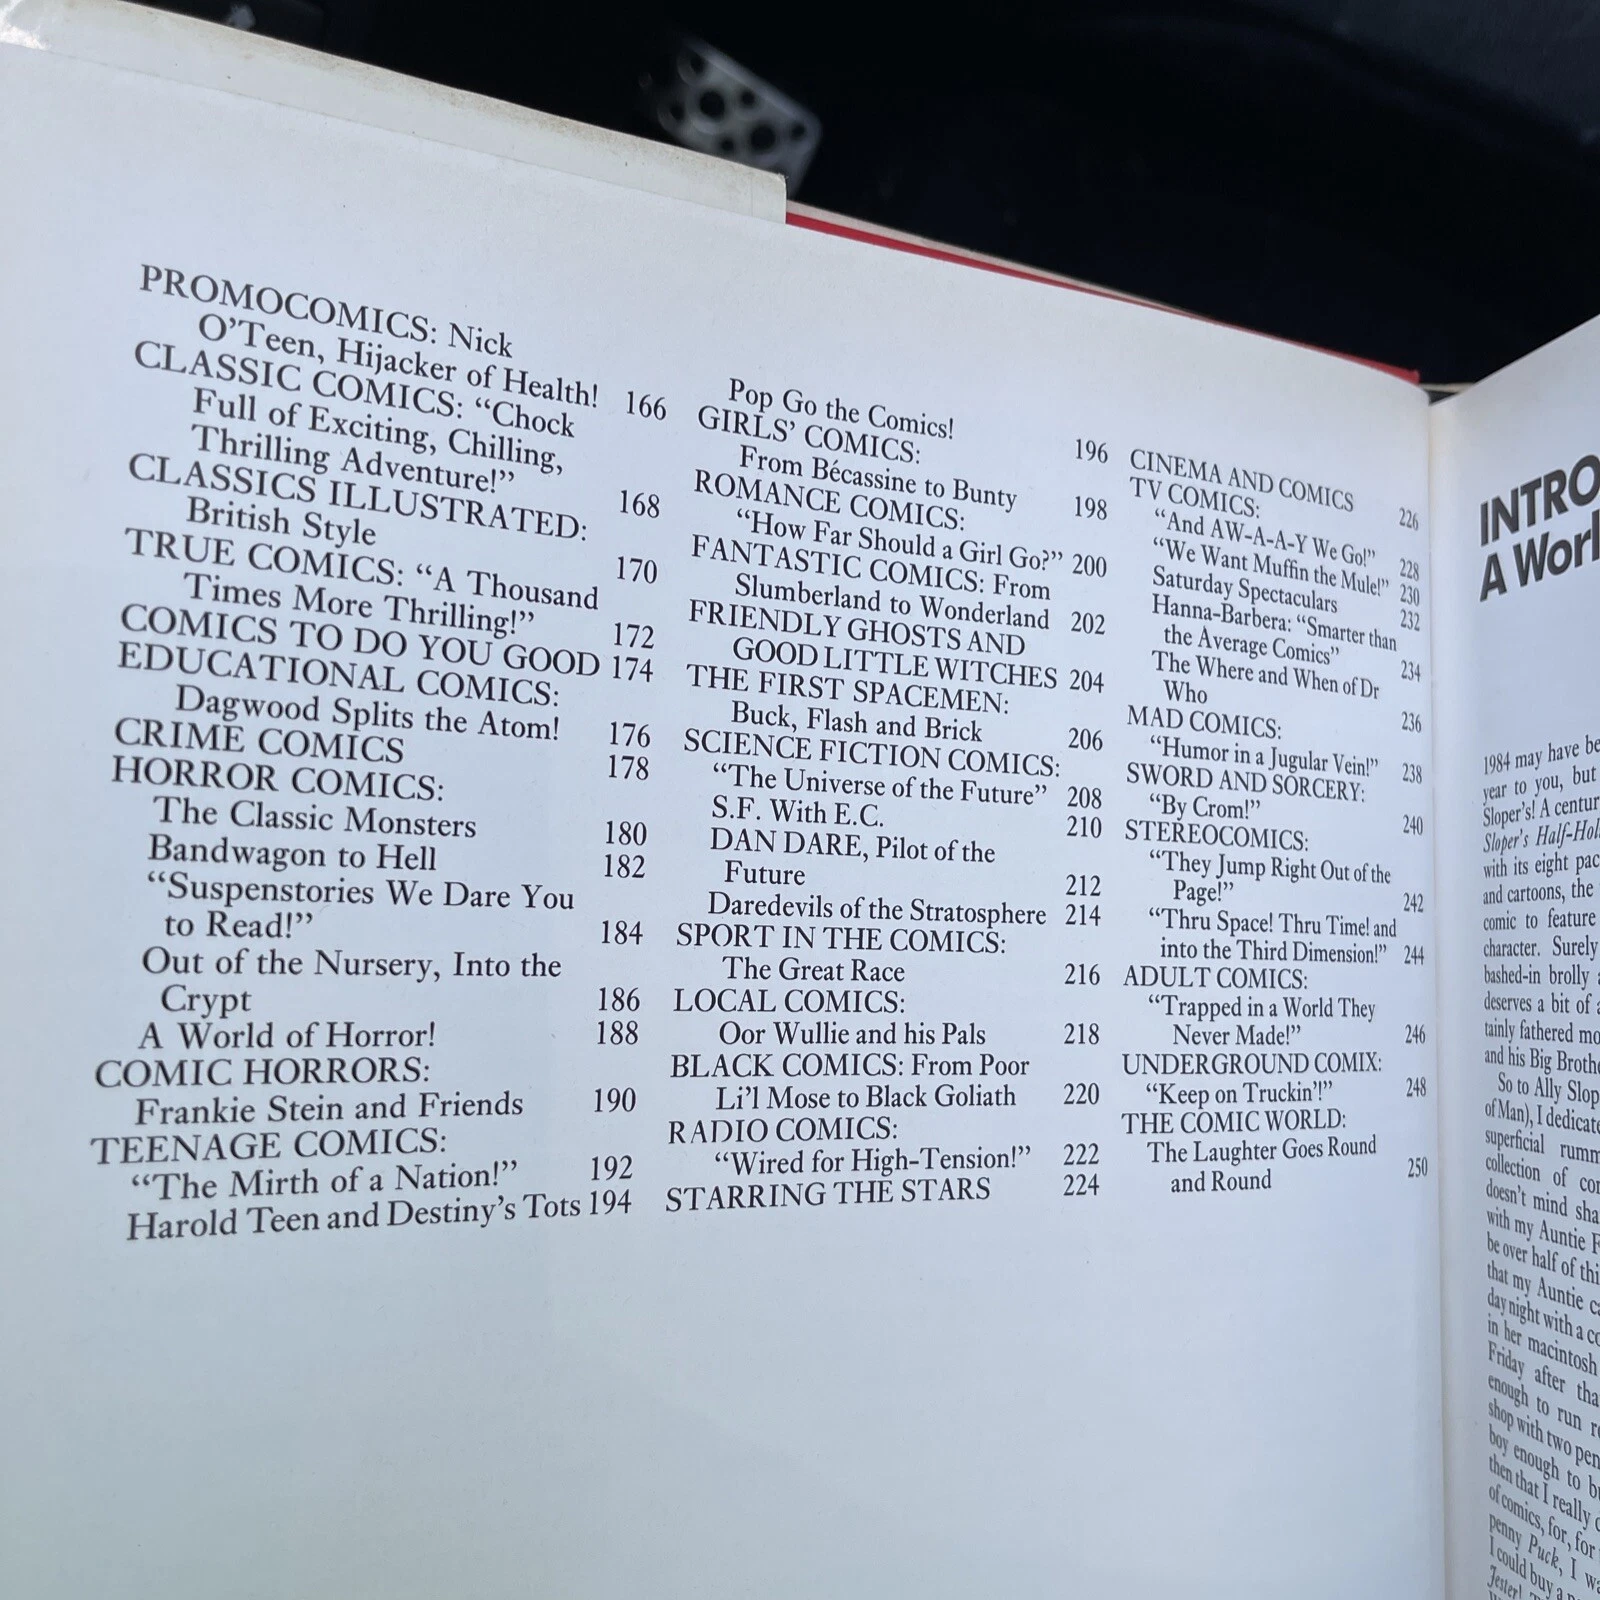 PROMOCOMICS: Nick
O'Teen, Hijacker of Health! 166
CLASSIC COMICS: “Chock
Full of Exciting, Chilling,
Thrilling Adventure!” 168
CLASSICS ILLUSTRATED:
British Style 170
TRUE COMICS: “A Thousand
Times More Thrilling!” 172
COMICS TO DO YOU GOOD 174
EDUCATIONAL COMICS:
Dagwood Splits the Atom! 176
CRIME COMICS 178
HORROR COMICS:
The Classic Monsters 180
Bandwagon to Hell 182
“Suspenstories We Dare You
to Read!” 184
Out of the Nursery, Into the
Crypt 186
A World of Horror! 188
COMIC HORRORS:
Frankie Stein and Friends 190
TEENAGE COMICS:
“The Mirth of a Nation!” 192
Harold Teen and Destiny's Tots 194
Pop Go the Comics! 196
GIRLS' COMICS:
From Bécassine to Bunty 198
ROMANCE COMICS:
“How Far Should a Girl Go?” 200
FANTASTIC COMICS: From
Slumberland to Wonderland 202
FRIENDLY GHOSTS AND
GOOD LITTLE WITCHES 204
THE FIRST SPACEMEN:
Buck, Flash and Brick 206
SCIENCE FICTION COMICS:
“The Universe of the Future” 208
S.F. With E.C. 210
DAN DARE, Pilot of the
Future 212
Daredevils of the Stratosphere 214
SPORT IN THE COMICS:
The Great Race 216
LOCAL COMICS:
Oor Wullie and his Pals 218
BLACK COMICS: From Poor
Li'l Mose to Black Goliath 220
RADIO COMICS:
“Wired for High-Tension!” 222
STARRING THE STARS 224
CINEMA AND COMICS 226
TV COMICS:
“And AW-A-A-Y We Go!” 228
“We Want Muffin the Mule!” 230
Saturday Spectaculars 232
Hanna-Barbera: “Smarter than
the Average Comics” 234
The Where and When of Dr
Who 236
MAD COMICS:
“Humor in a Jugular Vein!” 238
SWORD AND SORCERY:
“By Crom!” 240
STEREOCOMICS:
“They Jump Right Out of the
Page!” 242
“Thru Space! Thru Time! and
into the Third Dimension!” 244
ADULT COMICS:
“Trapped in a World They
Never Made!” 246
UNDERGROUND COMIX:
“Keep on Truckin'!” 248
THE COMIC WORLD:
The Laughter Goes Round
and Round 250
INTRO
A Worl
1984 may have be
year to you, but
Sloper's! A centur
Sloper's Half-Hol
with its eight pac
and cartoons, the
comic to feature
character. Surely
bashed-in brolly
deserves a bit of
tainly fathered mo
and his Big Brothe
So to Ally Slop
of Man), I dedicate
superficial rumm
collection of co
doesn't mind sha
with my Auntie F
be over half of thi
that my Auntie ca
day night with a co
in her macintosh
Friday after tha
enough to run re
shop with two pen
boy enough to bu
then that I really
of comics, for, for
penny Puck, I wa
I could buy a
Jester!